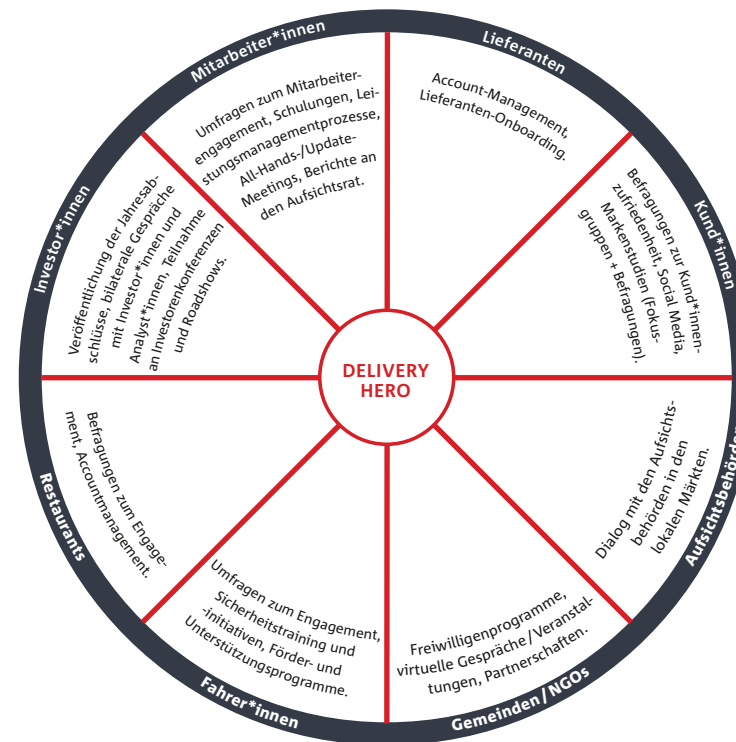 Mitarbeiter*innen
Umfragen zum Mitarbeiter-
engagement, Schulungen, Lei-
stungsmanagementprozesse,
All-Hands-/Update-
Meetings, Berichte an
den Aufsichtsrat.
Lieferanten
Account-Management,
Lieferanten-Onboarding.
Kund*innen
Befragungen zur Kund*innen-
zufriedenheit, Social Media,
Markenstudien (Fokus-
gruppen + Befragungen).
Aufsichtsbehörden
Dialog mit den Aufsichts-
behörden in den
lokalen Märkten.
Gemeinden/NGOs
Freiwilligenprogramme,
virtuelle Gespräche/Veranstal-
tungen, Partnerschaften.
Fahrer*innen
Umfragen zum Engagement,
Sicherheitstraining und
-initiativen, Förder- und
Unterstützungsprogramme.
Restaurants
Befragungen zum Engage-
ment, Accountmanagement.
Investor*innen
Veröffentlichung der Jahresab-
schlüsse, bilaterale Gespräche
mit Investor*innen und
Analyst*innen, Teilnahme
an Investorenkonferenzen
und Roadshows.
DELIVERY
HERO